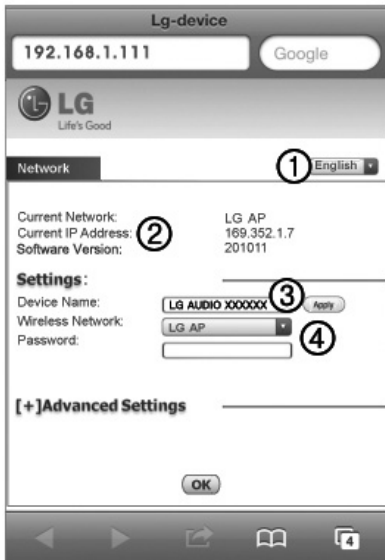 Lg-device
192.168.1.111 Google
LG
Life's Good
Network ① English
Current Network: LG AP
Current IP Address: ② 169.352.1.7
Software Version: 201011
Settings:
Device Name: LG AUDIO XXXXXX ③ Apply
Wireless Network: LG AP ④
Password:
[+]Advanced Settings
OK
4